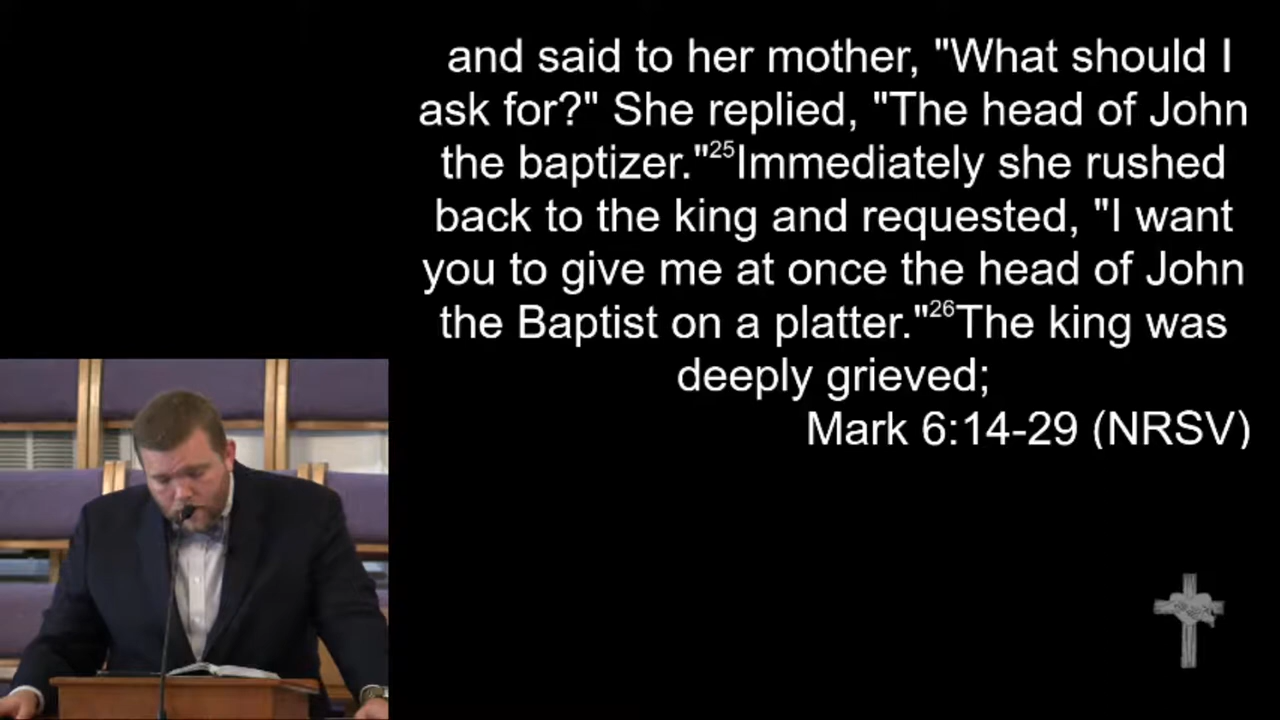 and said to her mother, "What should I
ask for?" She replied, "The head of John
the baptizer."25Immediately she rushed
back to the king and requested, "I want
you to give me at once the head of John
the Baptist on a platter."26The king was
deeply grieved;
Mark 6:14-29 (NRSV)